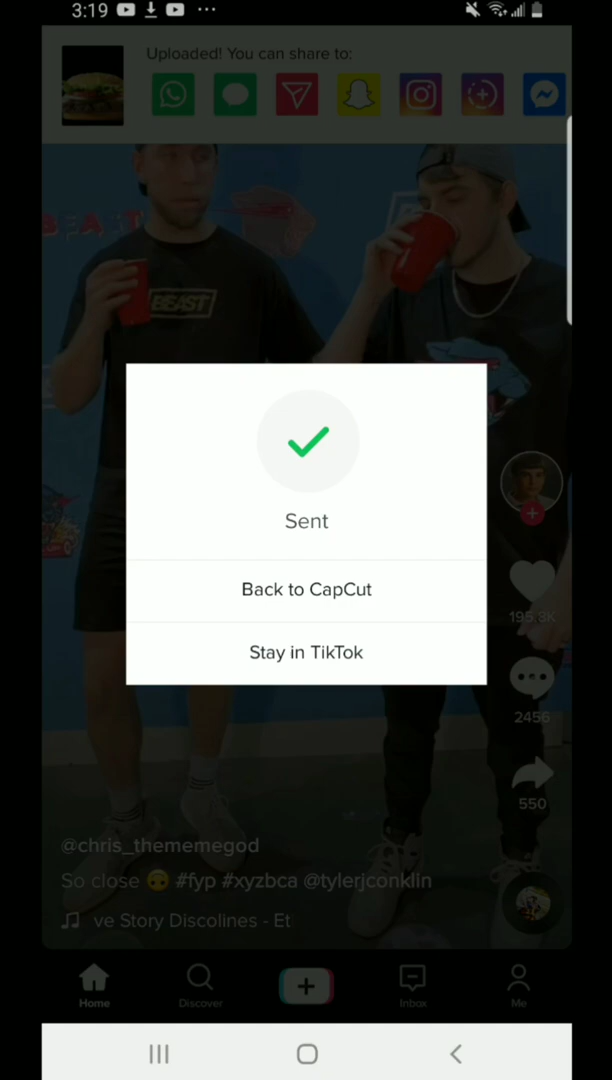 3:19
Uploaded! You can share to:
BEAST
BEAST
Sent
Back to CapCut
Stay in TikTok
195.8K
2456
550
@chris_thememegod
So close 🙃 #fyp #xyzbca @tylerjconklin
ve Story Discolines - Et
Home
Discover
Inbox
Me